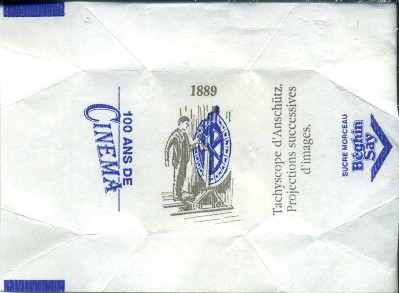 1889
100 ANS DE
CINEMA
Tachyscope d'Anschütz.
Projections successives
d'images.
SUCRE MORCEAU
Béghin
Say